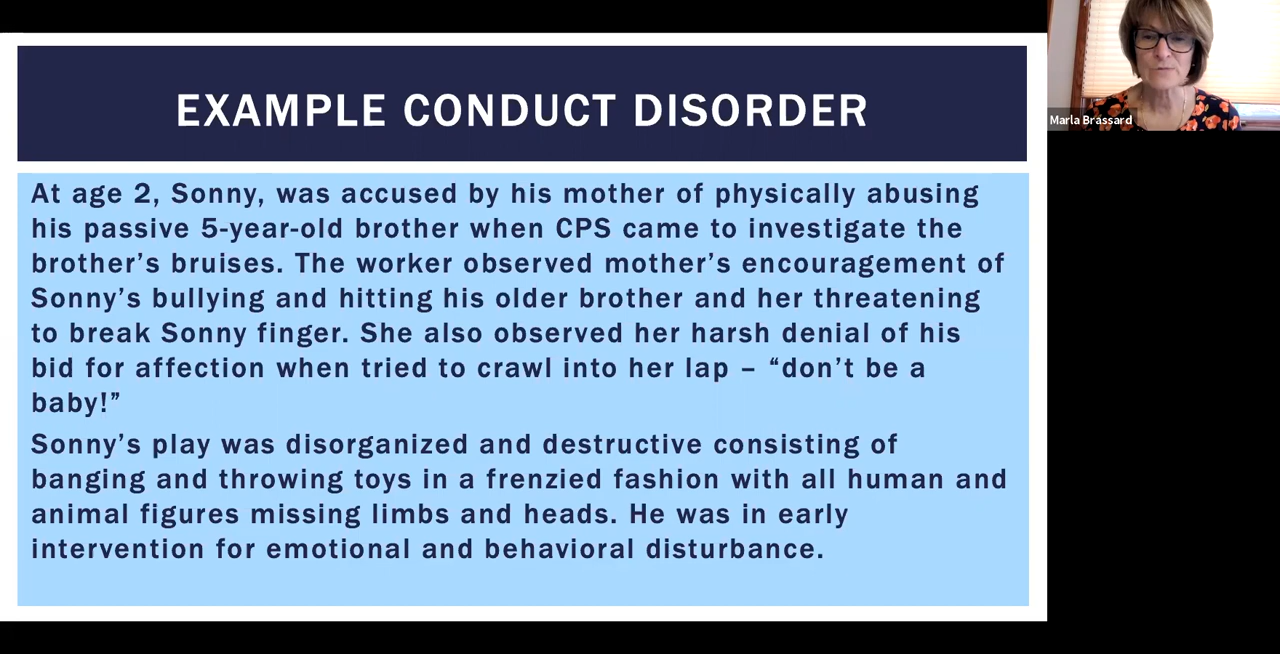 EXAMPLE CONDUCT DISORDER
Marla Brassard
At age 2, Sonny, was accused by his mother of physically abusing
his passive 5-year-old brother when CPS came to investigate the
brother’s bruises. The worker observed mother’s encouragement of
Sonny’s bullying and hitting his older brother and her threatening
to break Sonny finger. She also observed her harsh denial of his
bid for affection when tried to crawl into her lap – “don’t be a
baby!”
Sonny’s play was disorganized and destructive consisting of
banging and throwing toys in a frenzied fashion with all human and
animal figures missing limbs and heads. He was in early
intervention for emotional and behavioral disturbance.